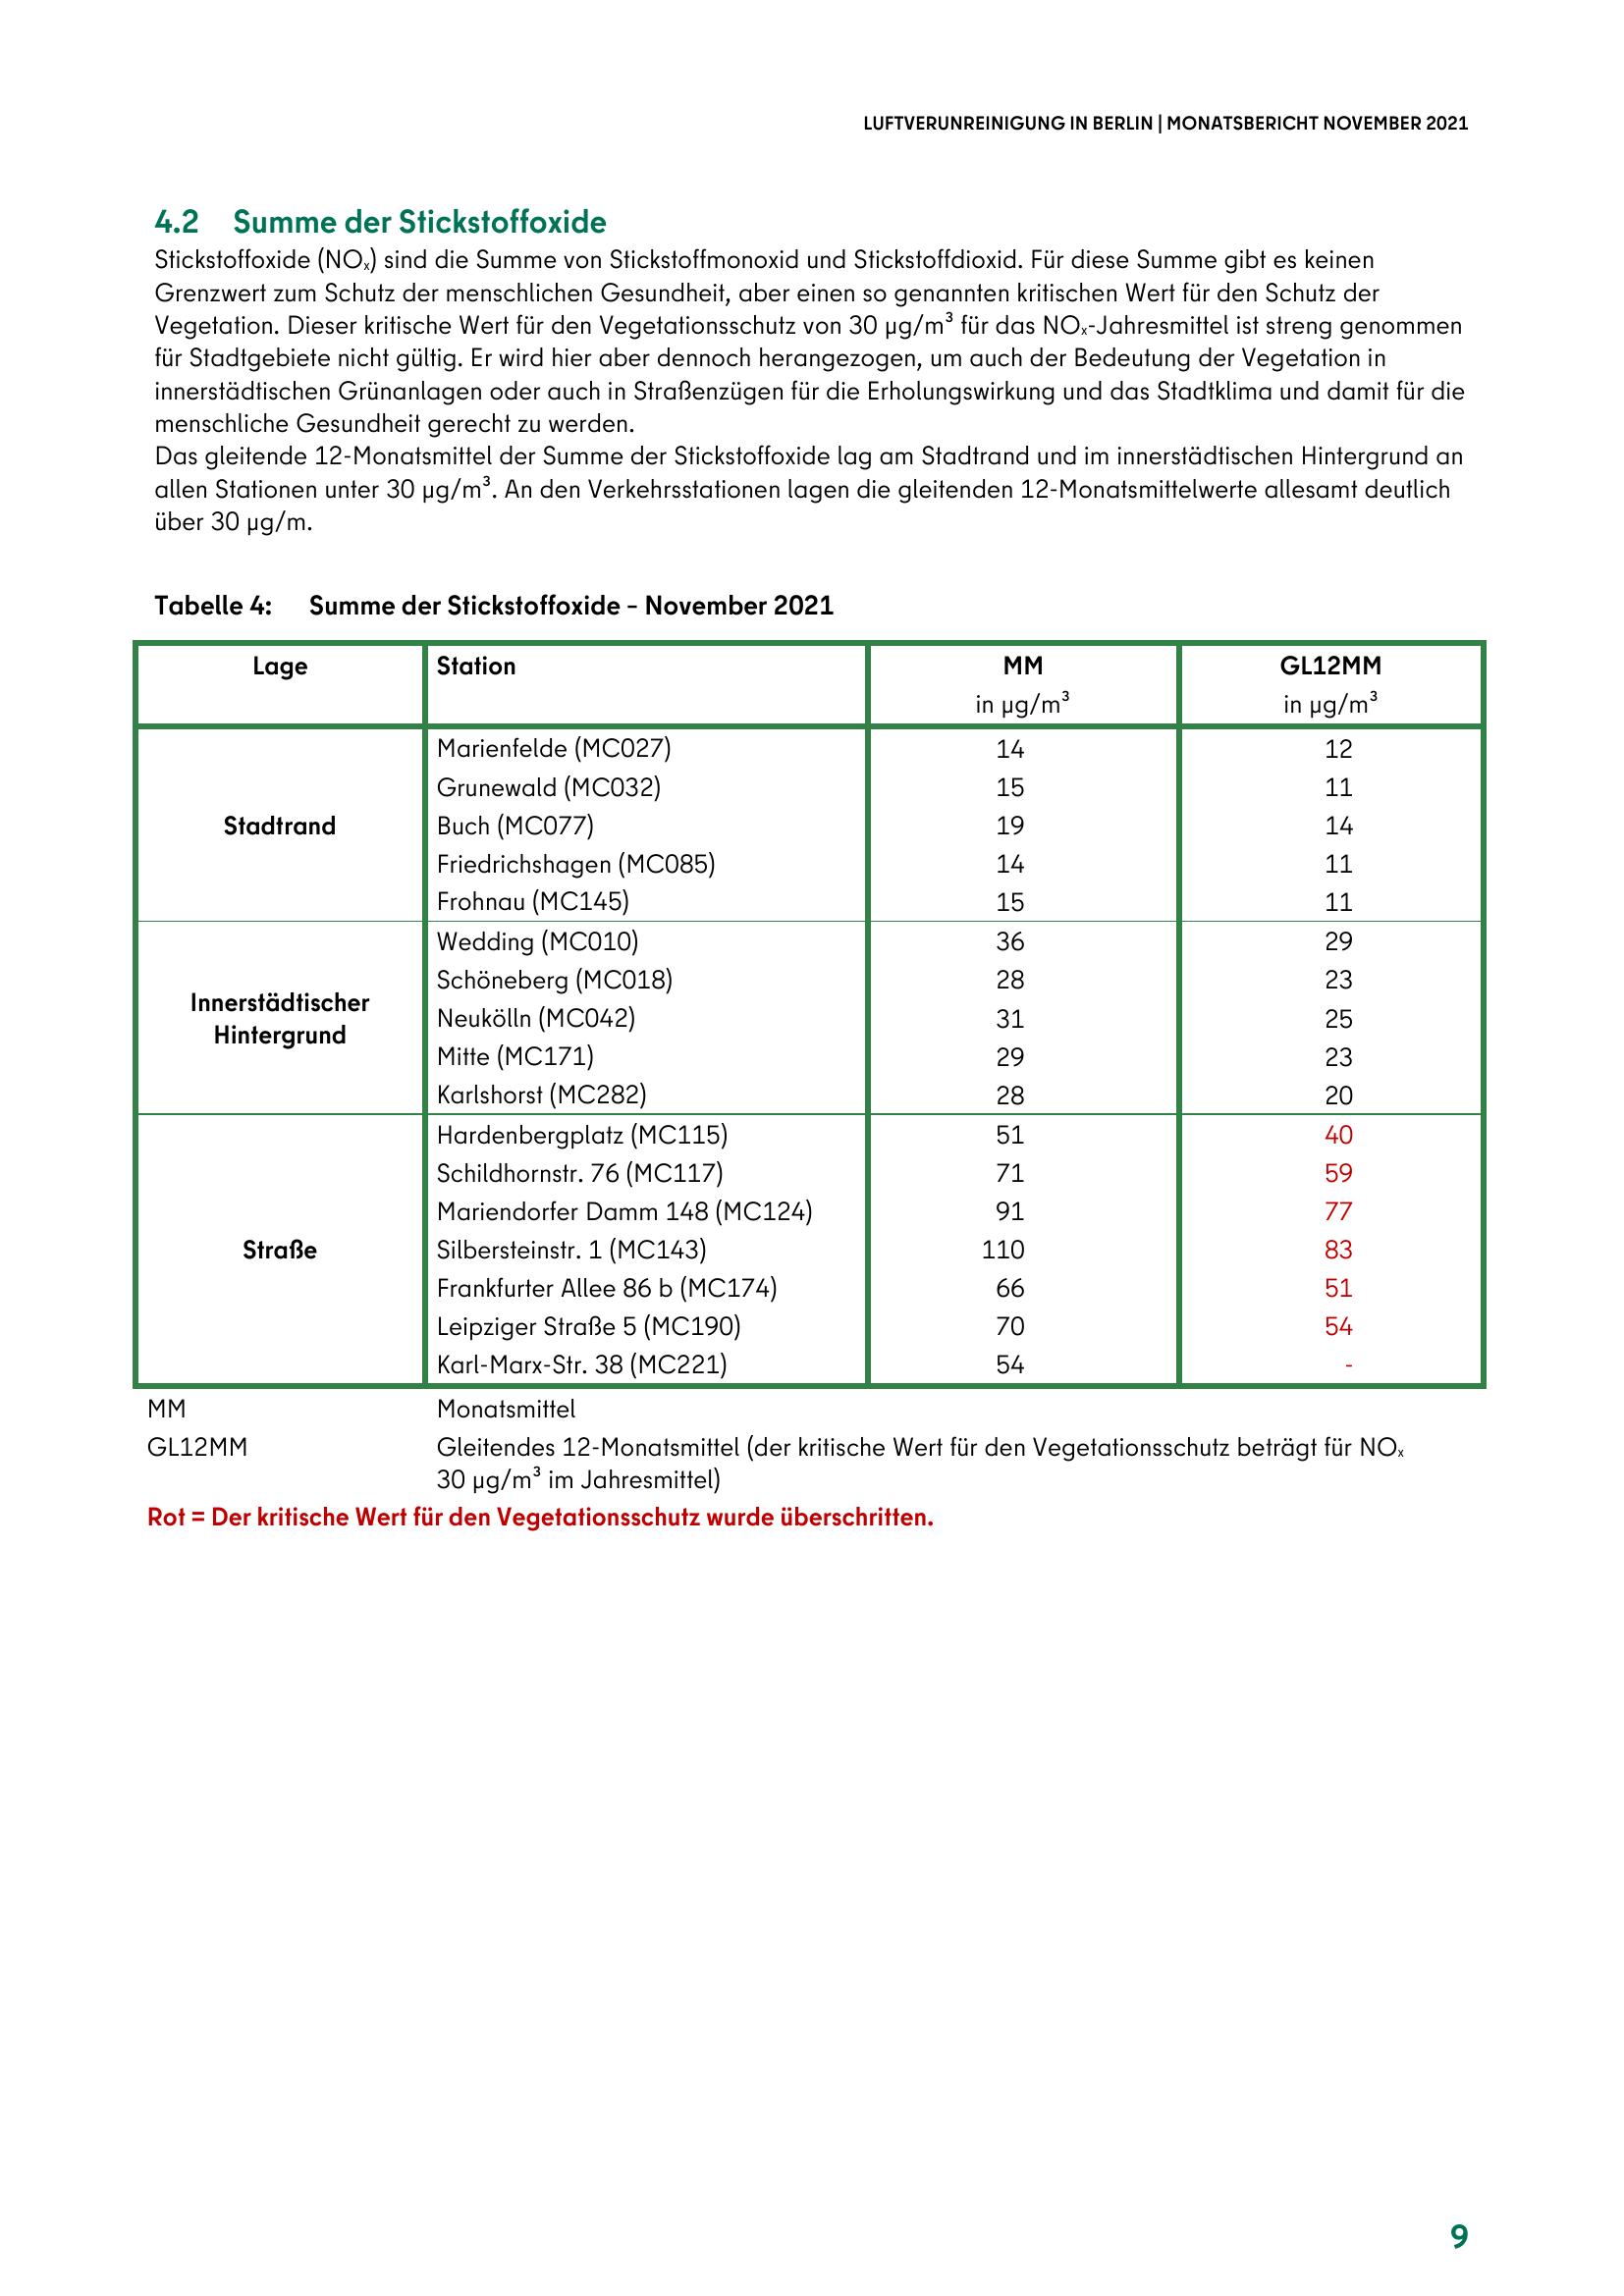 LUFTVERUNREINIGUNG IN BERLIN | MONATSBERICHT NOVEMBER 2021
4.2 Summe der Stickstoffoxide
Stickstoffoxide (NOₓ) sind die Summe von Stickstoffmonoxid und Stickstoffdioxid. Für diese Summe gibt es keinen
Grenzwert zum Schutz der menschlichen Gesundheit, aber einen so genannten kritischen Wert für den Schutz der
Vegetation. Dieser kritische Wert für den Vegetationsschutz von 30 µg/m³ für das NOₓ-Jahresmittel ist streng genommen
für Stadtgebiete nicht gültig. Er wird hier aber dennoch herangezogen, um auch der Bedeutung der Vegetation in
innerstädtischen Grünanlagen oder auch in Straßenzügen für die Erholungswirkung und das Stadtklima und damit für die
menschliche Gesundheit gerecht zu werden.
Das gleitende 12-Monatsmittel der Summe der Stickstoffoxide lag am Stadtrand und im innerstädtischen Hintergrund an
allen Stationen unter 30 µg/m³. An den Verkehrsstationen lagen die gleitenden 12-Monatsmittelwerte allesamt deutlich
über 30 µg/m.
Tabelle 4: Summe der Stickstoffoxide – November 2021
Lage Station MM GL12MM
in µg/m³ in µg/m³
Marienfelde (MC027) 14 12
Grunewald (MC032) 15 11
Stadtrand Buch (MC077) 19 14
Friedrichshagen (MC085) 14 11
Frohnau (MC145) 15 11
Wedding (MC010) 36 29
Schöneberg (MC018) 28 23
Innerstädtischer
Hintergrund
Neukölln (MC042) 31 25
Mitte (MC171) 29 23
Karlshorst (MC282) 28 20
Hardenbergplatz (MC115) 51 40
Schildhornstr. 76 (MC117) 71 59
Mariendorfer Damm 148 (MC124) 91 77
Straße Silbersteinstr. 1 (MC143) 110 83
Frankfurter Allee 86 b (MC174) 66 51
Leipziger Straße 5 (MC190) 70 54
Karl-Marx-Str. 38 (MC221) 54 -
MM Monatsmittel
GL12MM Gleitendes 12-Monatsmittel (der kritische Wert für den Vegetationsschutz beträgt für NOₓ
30 µg/m³ im Jahresmittel)
Rot = Der kritische Wert für den Vegetationsschutz wurde überschritten.
9